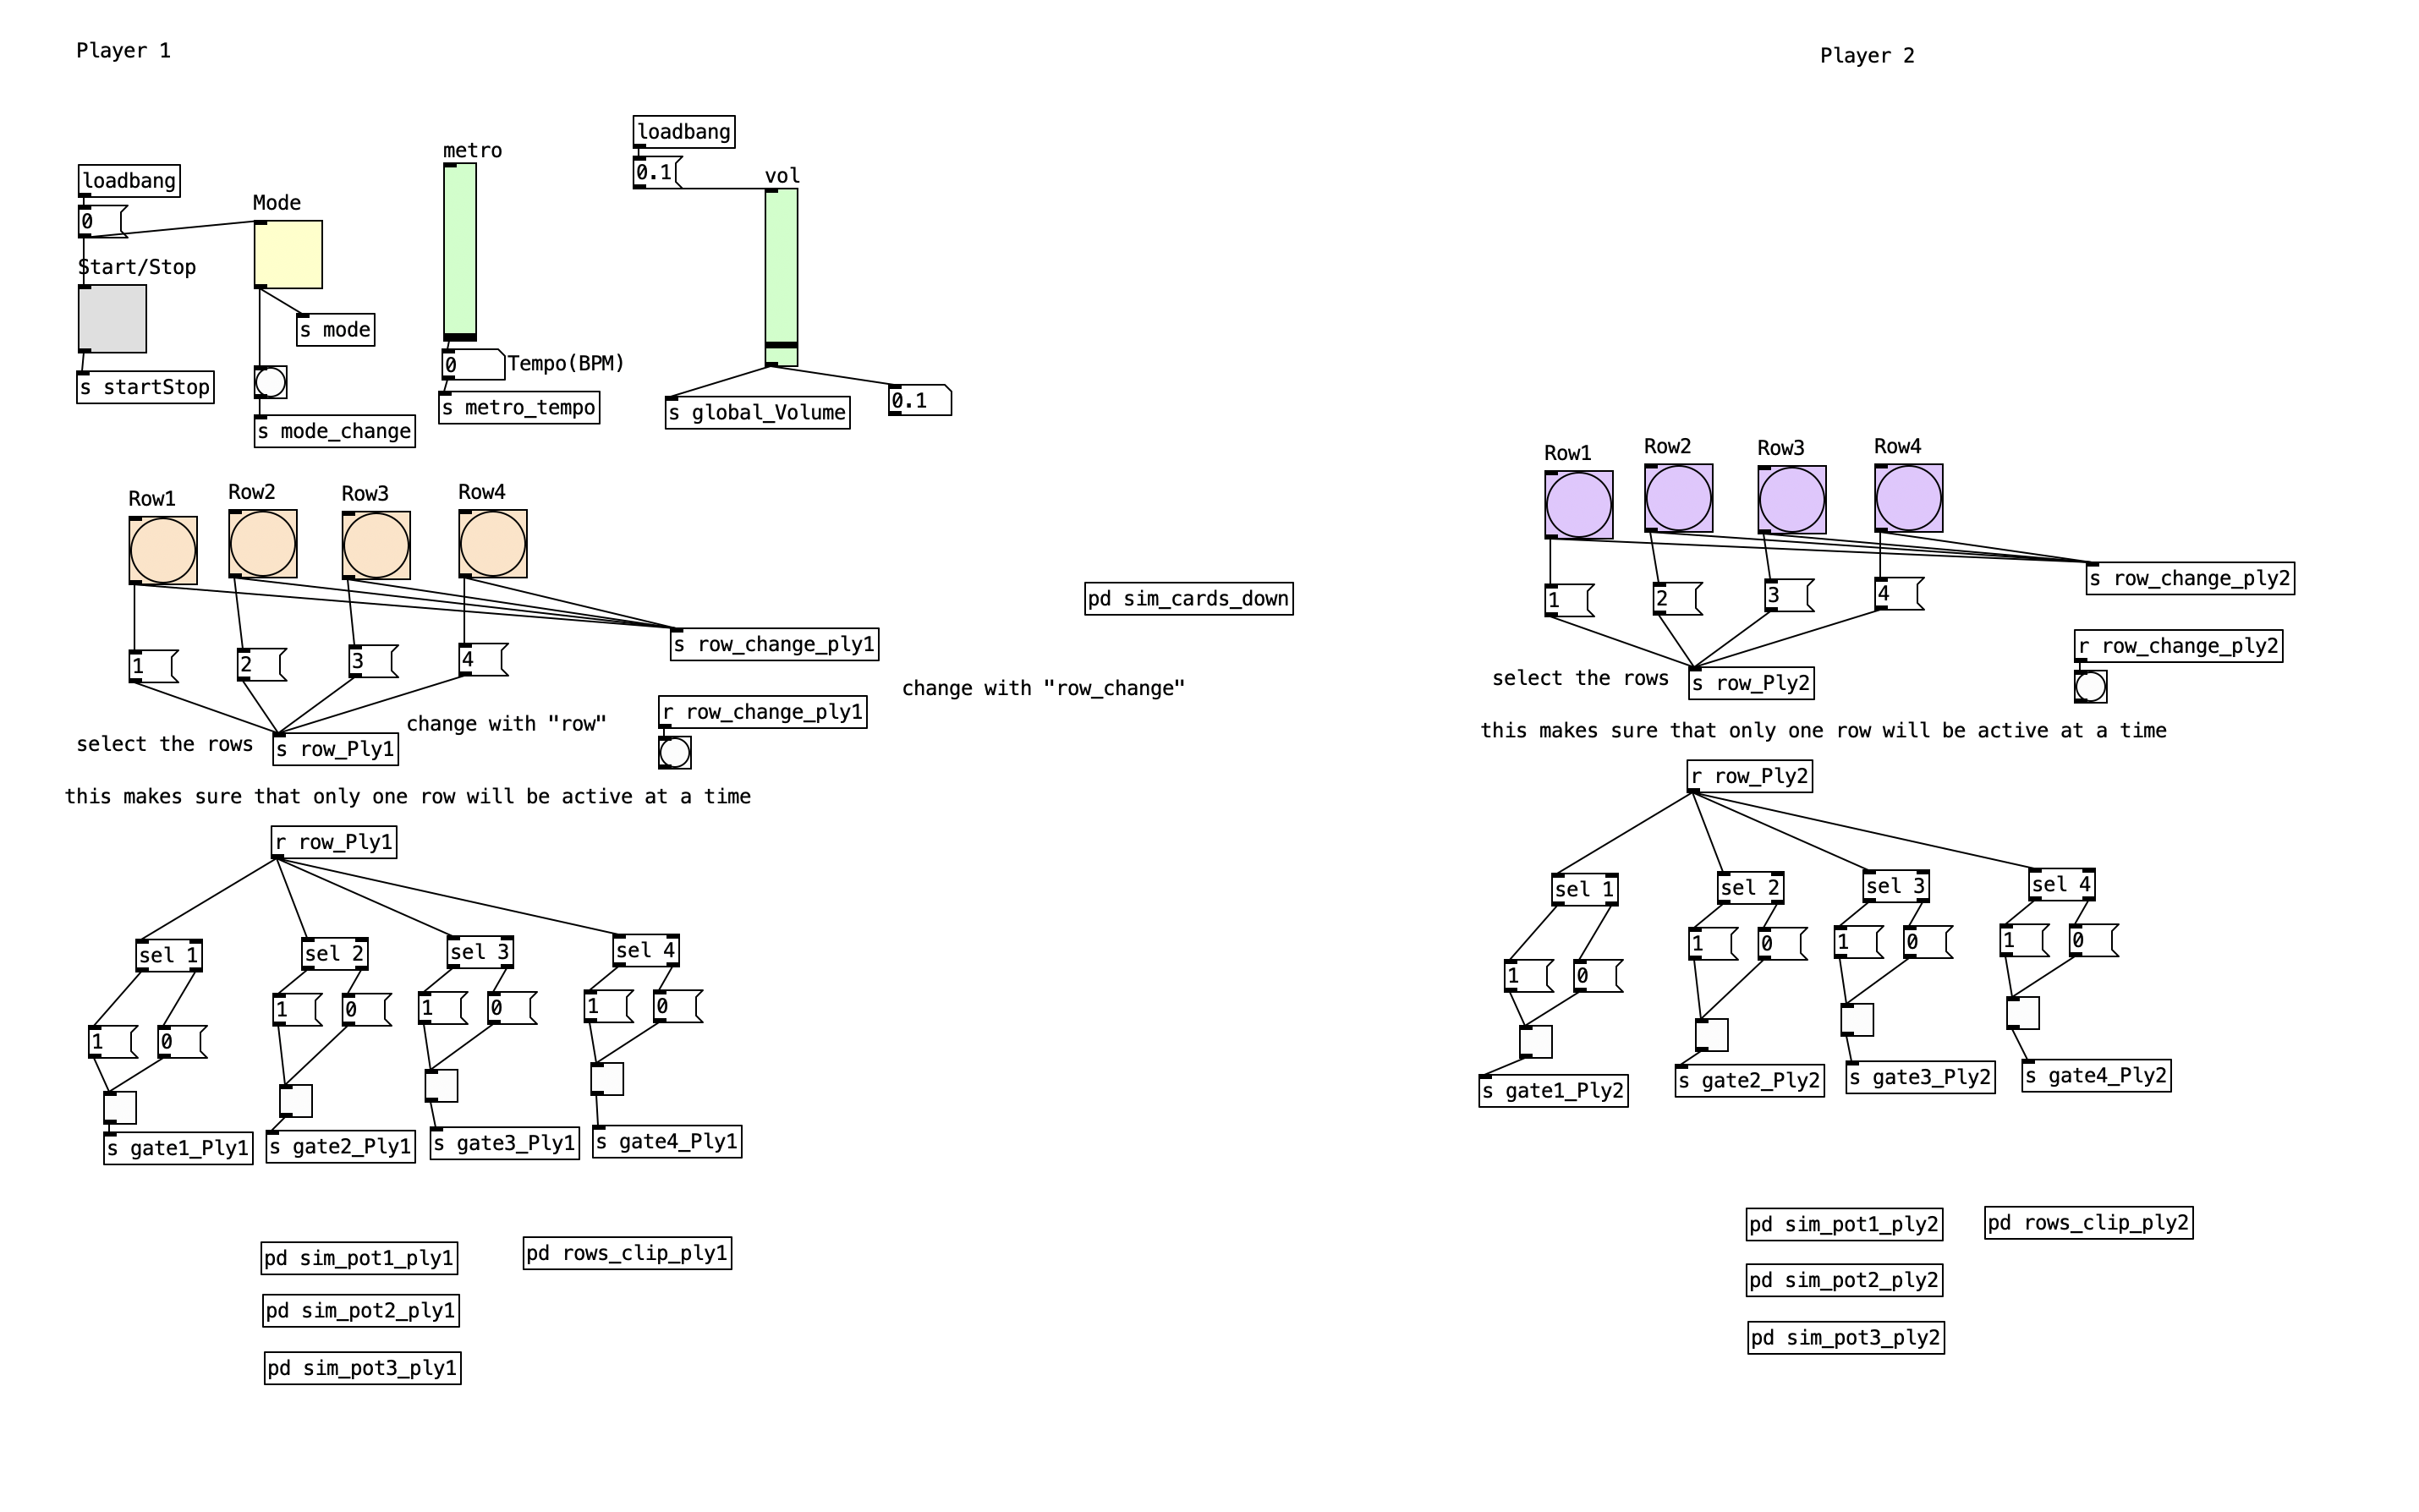 Player 1
Player 2
loadbang
0.1
metro
vol
loadbang
0
Mode
Start/Stop
s mode
0
Tempo(BPM)
s startStop
s metro_tempo
s global_Volume
0.1
s mode_change
Row1
Row2
Row3
Row4
Row1
Row2
Row3
Row4
pd sim_cards_down
s row_change_ply2
1
2
3
4
s row_change_ply1
1
2
3
4
r row_change_ply2
select the rows
s row_Ply2
change with "row_change"
r row_change_ply1
change with "row"
select the rows
s row_Ply1
this makes sure that only one row will be active at a time
this makes sure that only one row will be active at a time
r row_Ply2
r row_Ply1
sel 1
sel 2
sel 3
sel 4
1
0
1
0
1
0
1
0
s gate1_Ply2
s gate2_Ply2
s gate3_Ply2
s gate4_Ply2
sel 1
sel 2
sel 3
sel 4
1
0
1
0
1
0
1
0
s gate1_Ply1
s gate2_Ply1
s gate3_Ply1
s gate4_Ply1
pd sim_pot1_ply1
pd rows_clip_ply1
pd sim_pot2_ply1
pd sim_pot3_ply1
pd sim_pot1_ply2
pd rows_clip_ply2
pd sim_pot2_ply2
pd sim_pot3_ply2